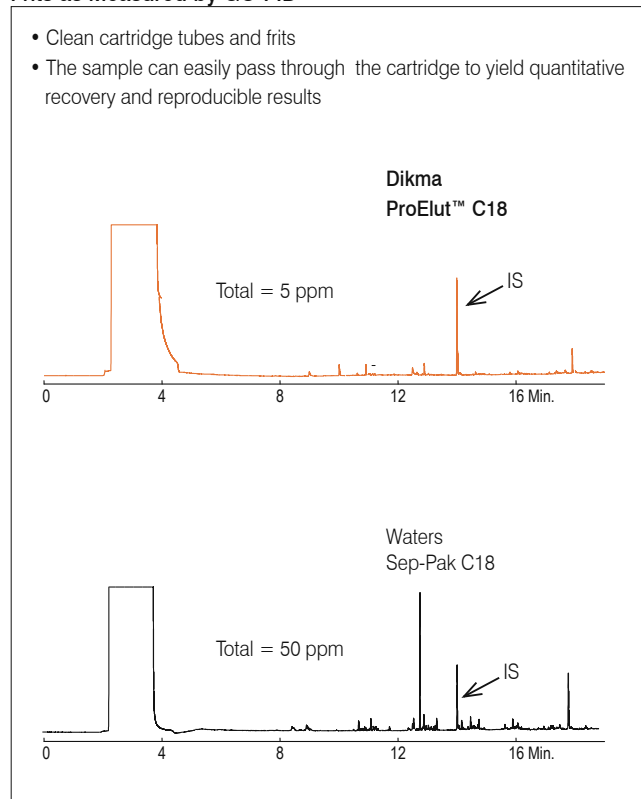 • Clean cartridge tubes and frits
• The sample can easily pass through the cartridge to yield quantitative
recovery and reproducible results
Dikma
ProElut™ C18
Total = 5 ppm
IS
0 4 8 12 16 Min.
Waters
Sep-Pak C18
Total = 50 ppm
IS
0 4 8 12 16 Min.